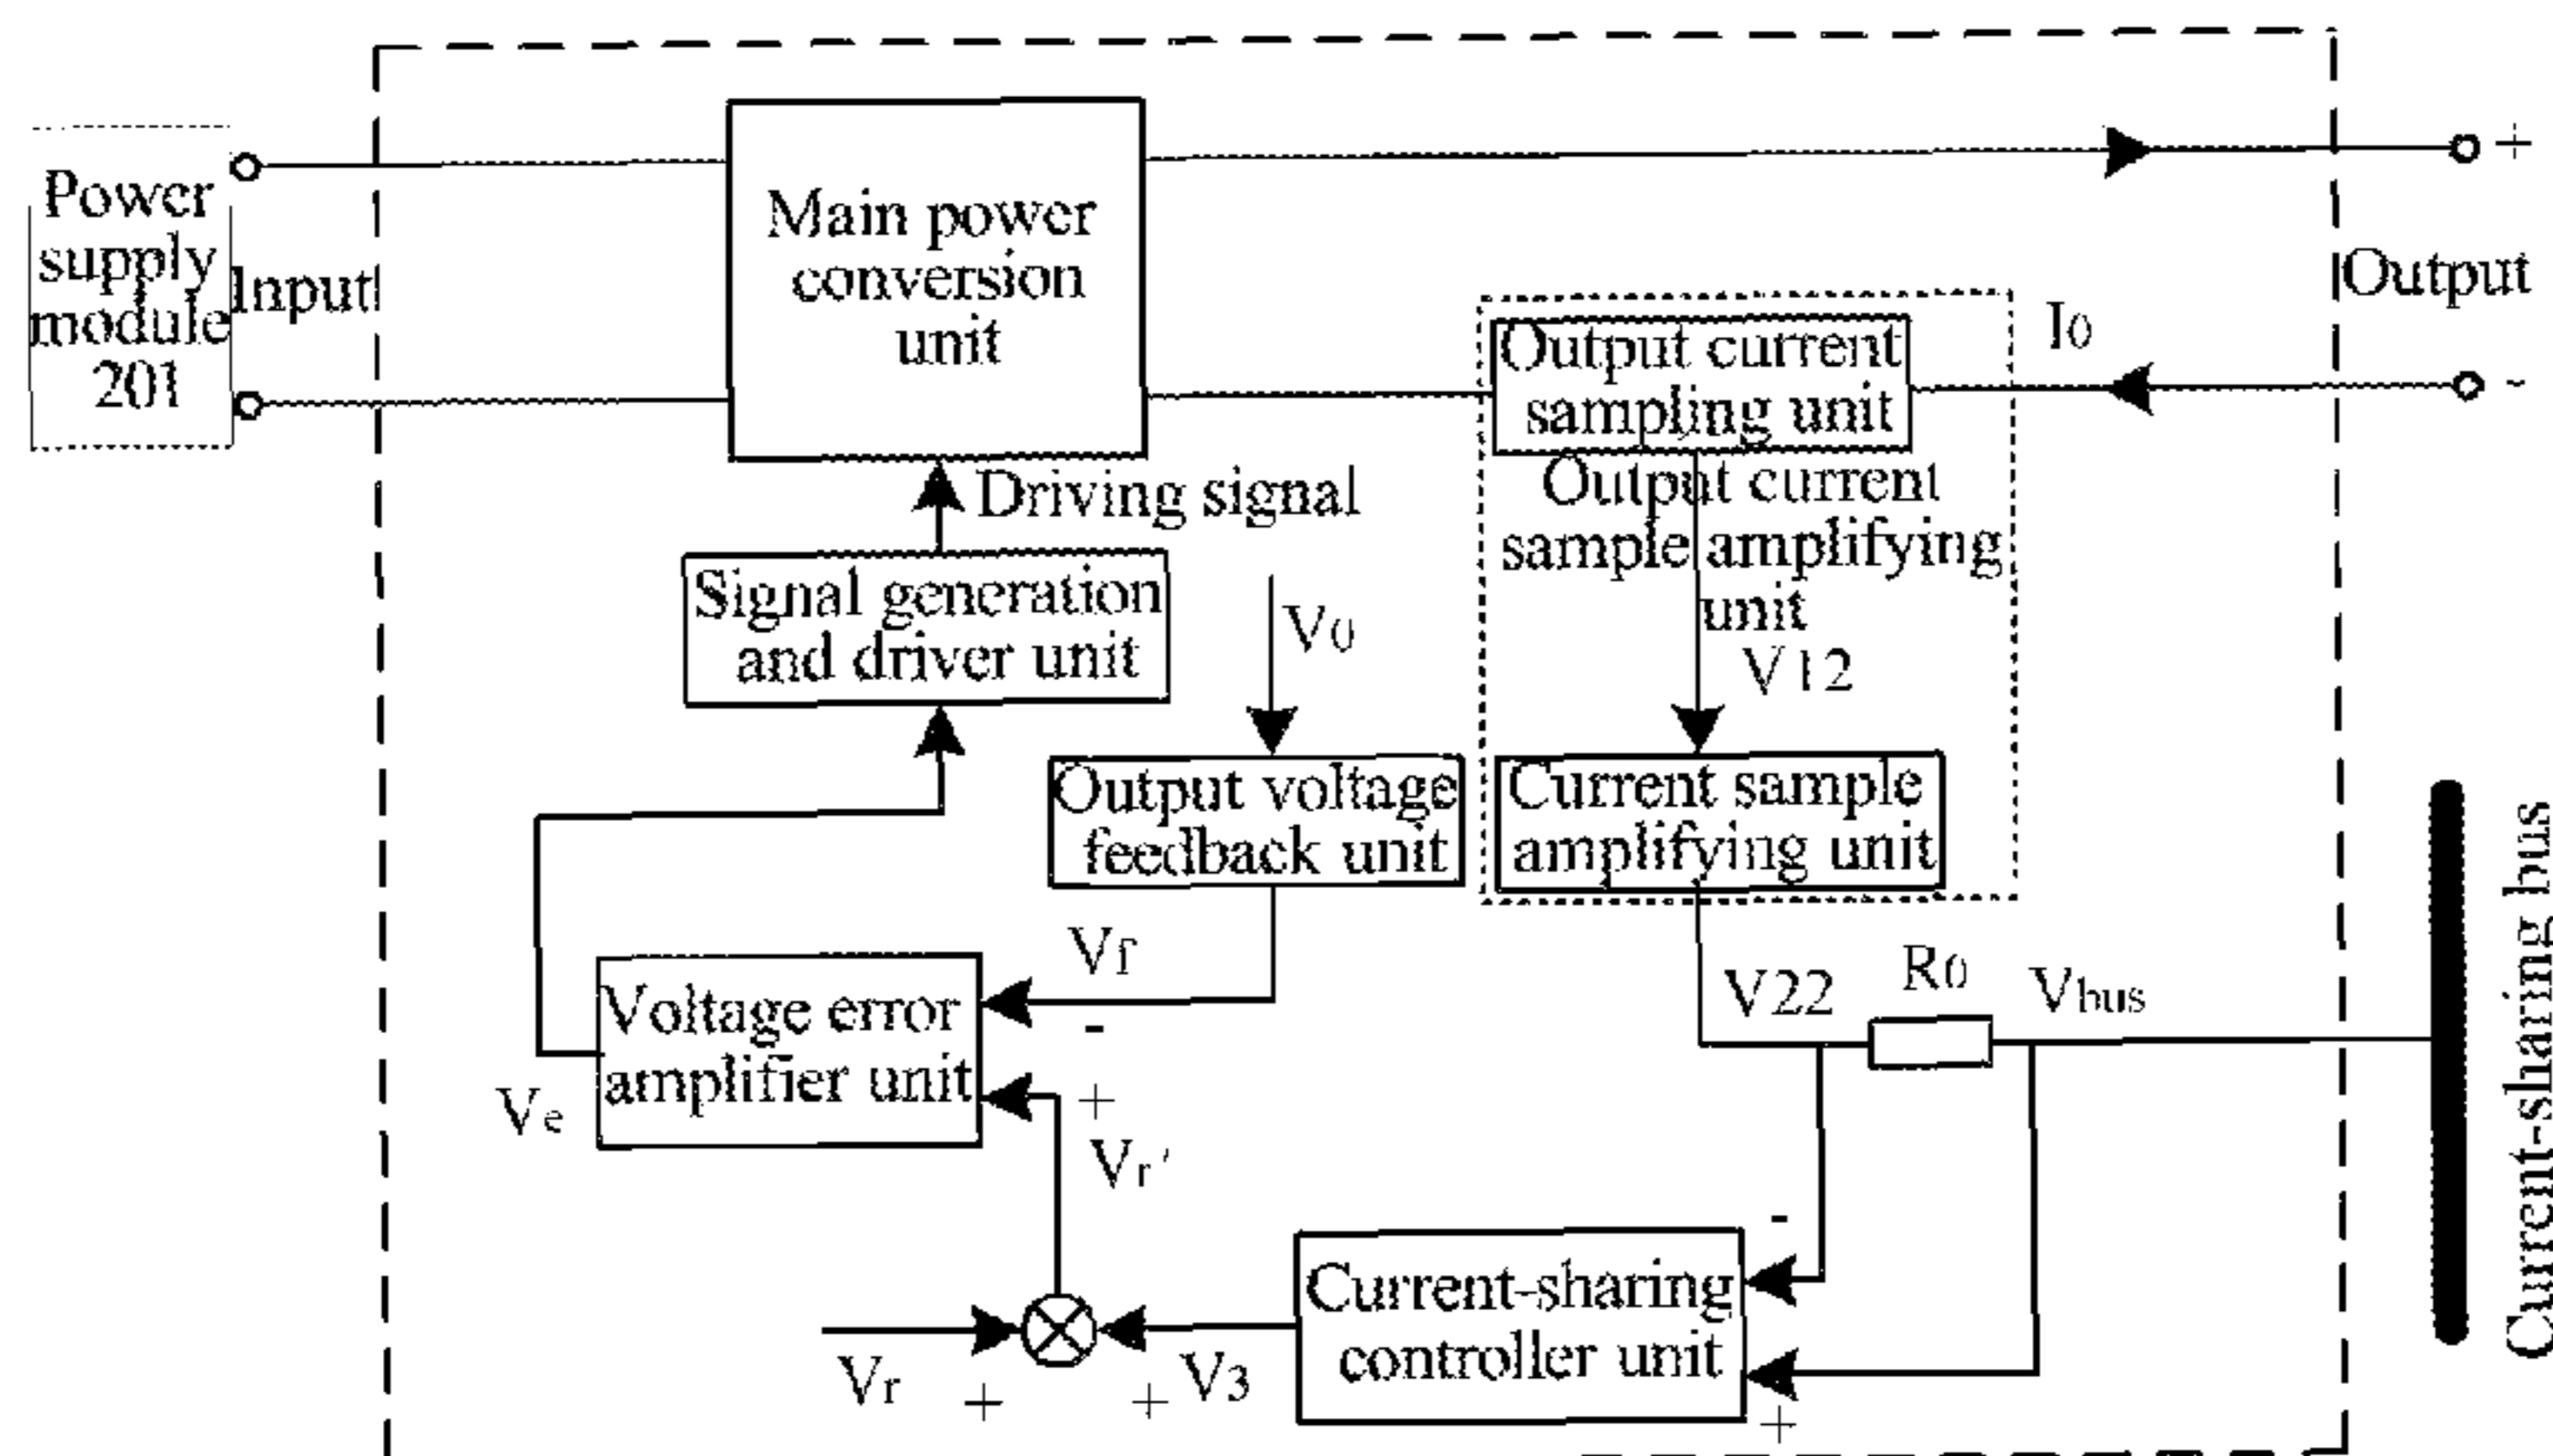 Power
supply
module
201
Input
Main power
conversion
unit
+
Output
-
I0
Output current
sampling unit
Output current
sample amplifying
unit
V12
Driving signal
Signal generation
and driver unit
V0
Output voltage
feedback unit
Current sample
amplifying unit
Vf
-
V22
R0
Vbus
Current-sharing bus
Voltage error
amplifier unit
Ve
+
Vr'
-
Current-sharing
controller unit
+
Vr
+
+
V3